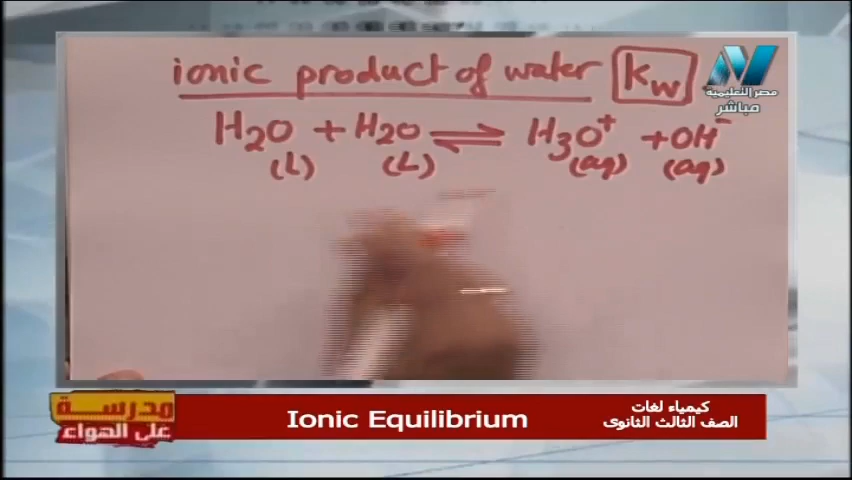 ionic product of water Kw
H2O + H2O ⇌ H3O+ + OH-
(L) (L) (aq) (aq)
مصر التعليمية
مباشر
مدرسة
على الهواء
Ionic Equilibrium
كيمياء لغات
الصف الثالث الثانوى